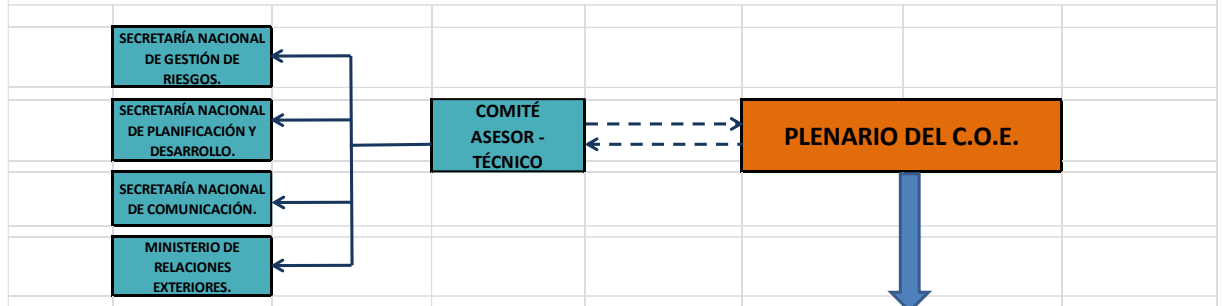 SECRETARÍA NACIONAL
DE GESTIÓN DE
RIESGOS.
SECRETARÍA NACIONAL
DE PLANIFICACIÓN Y
DESARROLLO.
SECRETARÍA NACIONAL
DE COMUNICACIÓN.
MINISTERIO DE
RELACIONES
EXTERIORES.
COMITÉ
ASESOR -
TÉCNICO
PLENARIO DEL C.O.E.